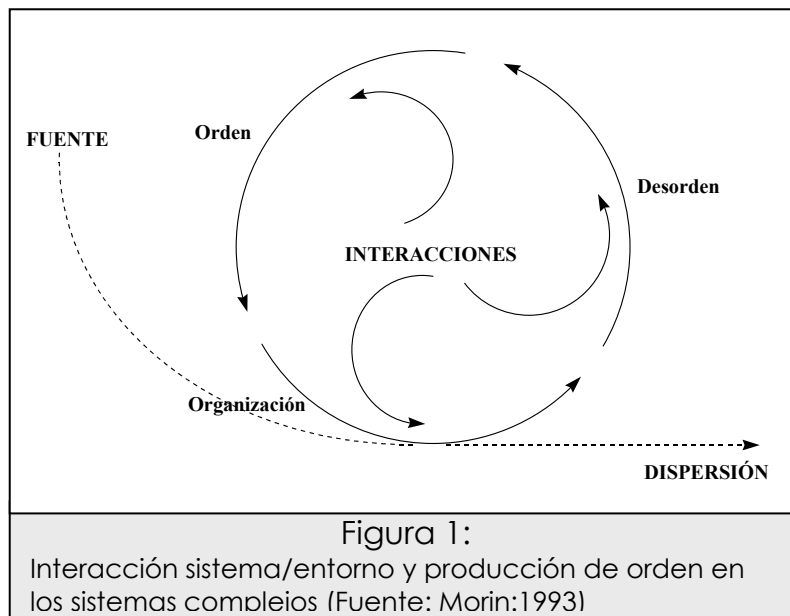 Orden
FUENTE
Desorden
INTERACCIONES
Organización
DISPERSIÓN
Figura 1:
Interacción sistema/entorno y producción de orden en
los sistemas complejos (Fuente: Morin:1993)